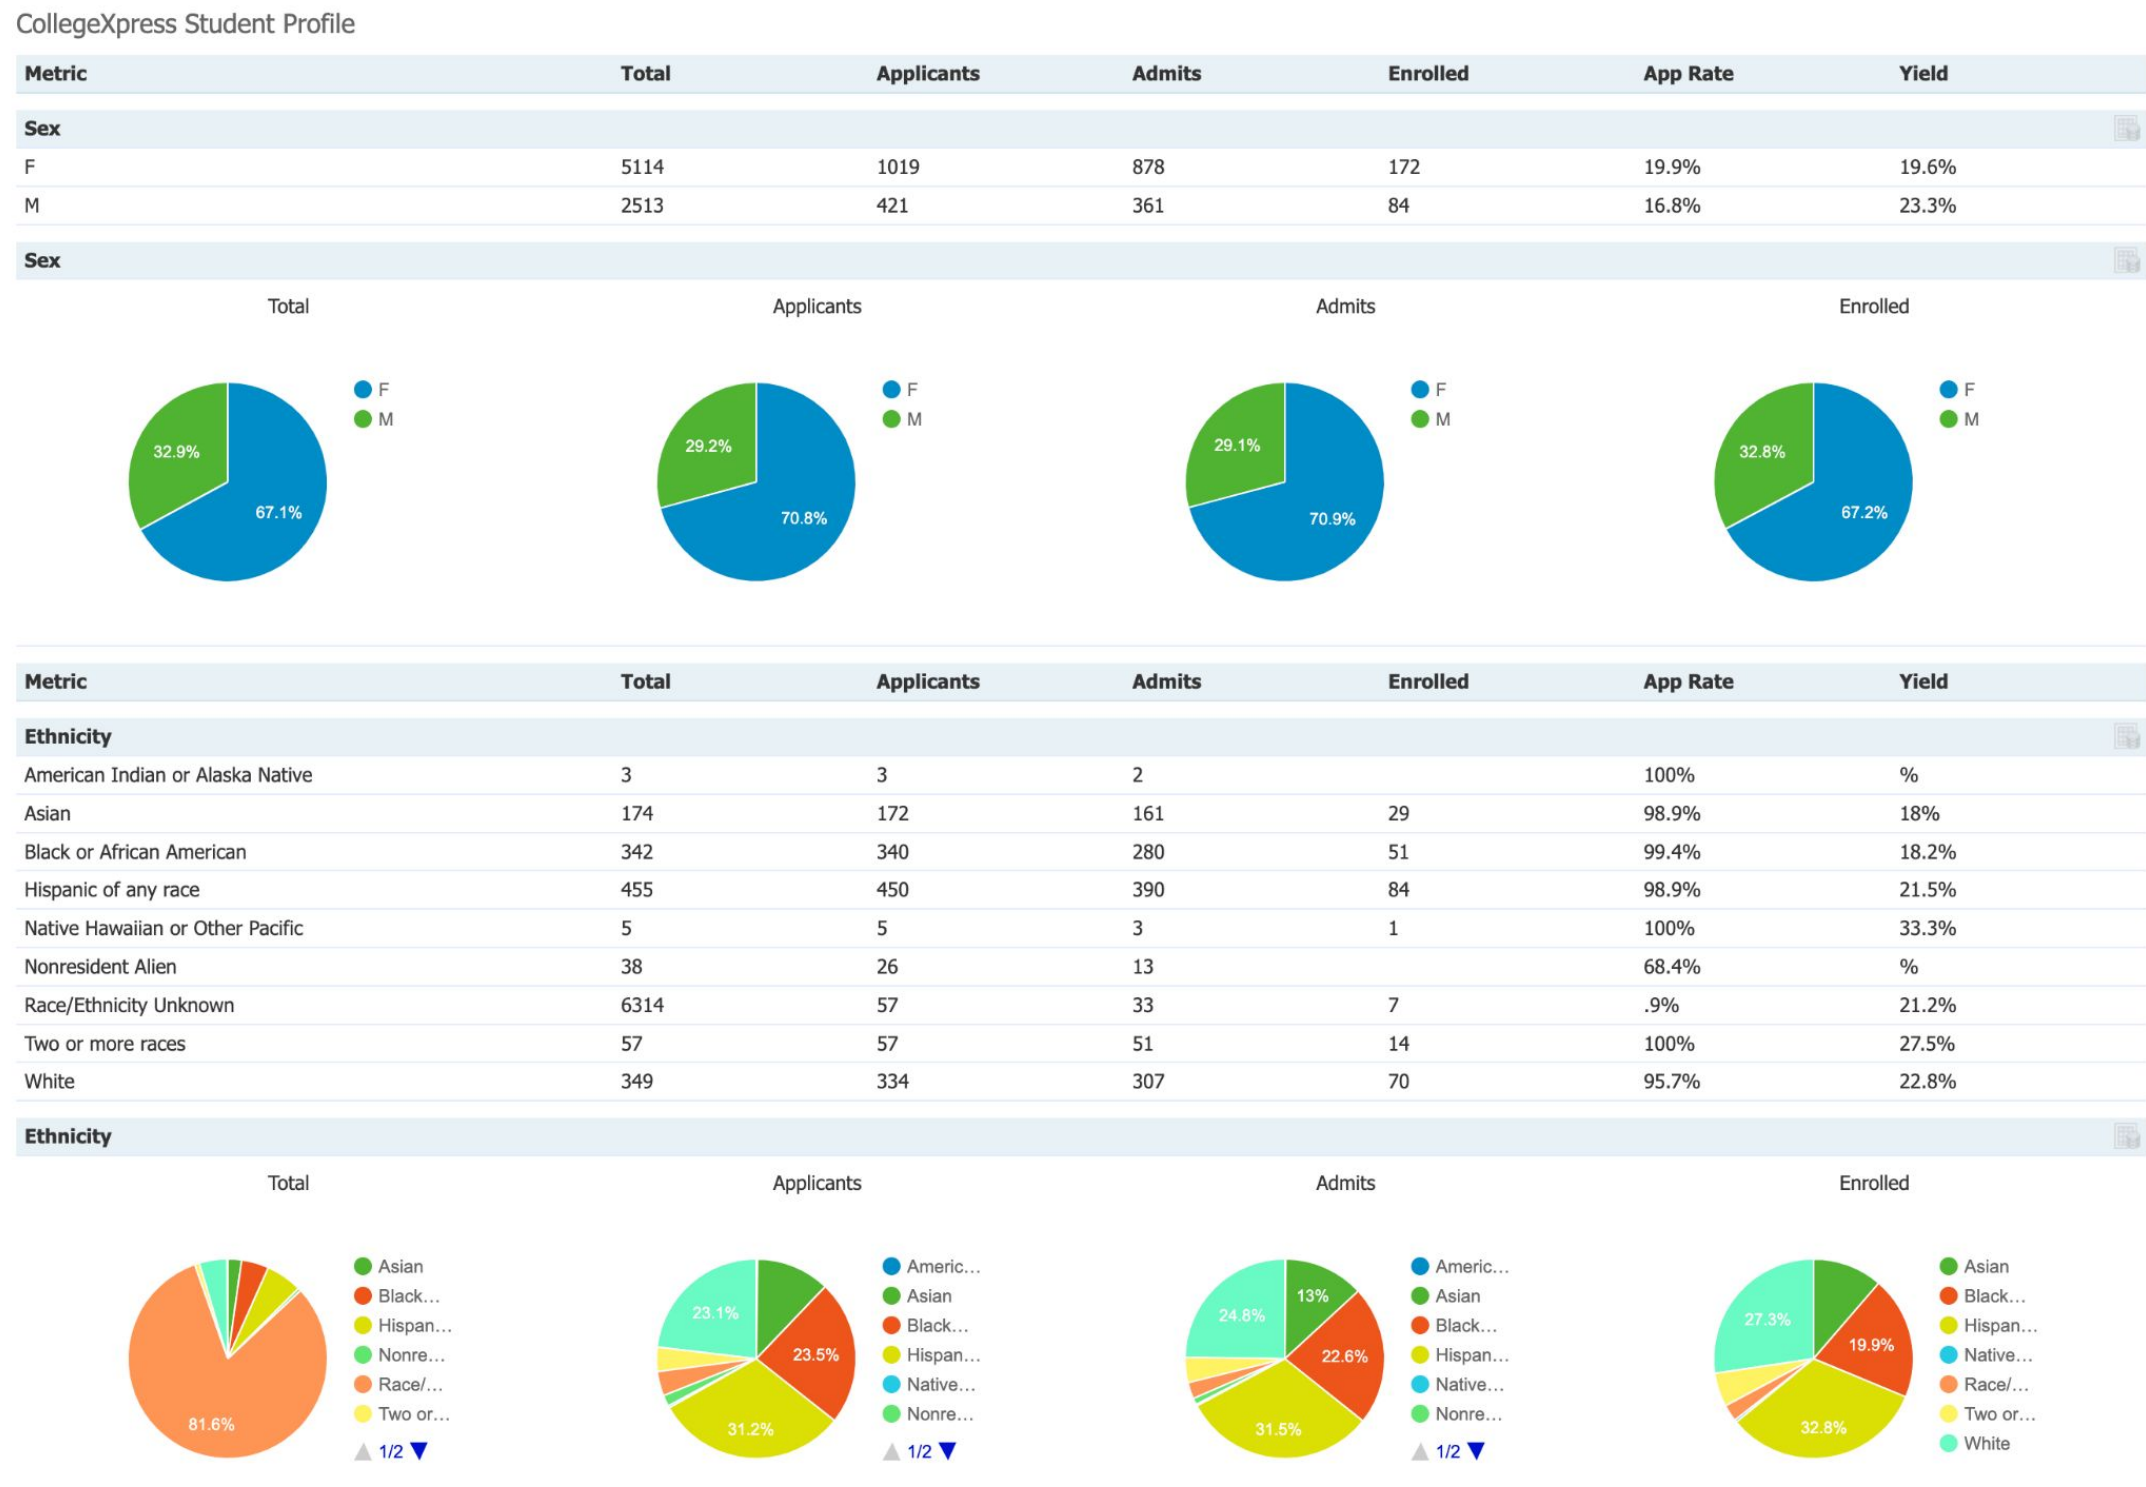 CollegeXpress Student Profile
Metric Total Applicants Admits Enrolled App Rate Yield
Sex
F 5114 1019 878 172 19.9% 19.6%
M 2513 421 361 84 16.8% 23.3%
Sex
Total Applicants Admits Enrolled
F F F F
M M M M
32.9% 29.2% 29.1% 32.8%
67.1% 70.8% 70.9% 67.2%
Metric Total Applicants Admits Enrolled App Rate Yield
Ethnicity
American Indian or Alaska Native 3 3 2 100% %
Asian 174 172 161 29 98.9% 18%
Black or African American 342 340 280 51 99.4% 18.2%
Hispanic of any race 455 450 390 84 98.9% 21.5%
Native Hawaiian or Other Pacific 5 5 3 1 100% 33.3%
Nonresident Alien 38 26 13 68.4% %
Race/Ethnicity Unknown 6314 57 33 7 .9% 21.2%
Two or more races 57 57 51 14 100% 27.5%
White 349 334 307 70 95.7% 22.8%
Ethnicity
Total Applicants Admits Enrolled
Asian Americ... Americ... Asian
Black... Asian 13% Asian Black...
Hispan... 23.1% Black... 24.8% Black... 27.3% Hispan...
Nonre... 23.5% Hispan... 22.6% Hispan... 19.9% Native...
Race/... Native... Native... Race/...
81.6% Two or... 31.2% Nonre... 31.5% Nonre... 32.8% Two or...
White
1/2 1/2 1/2